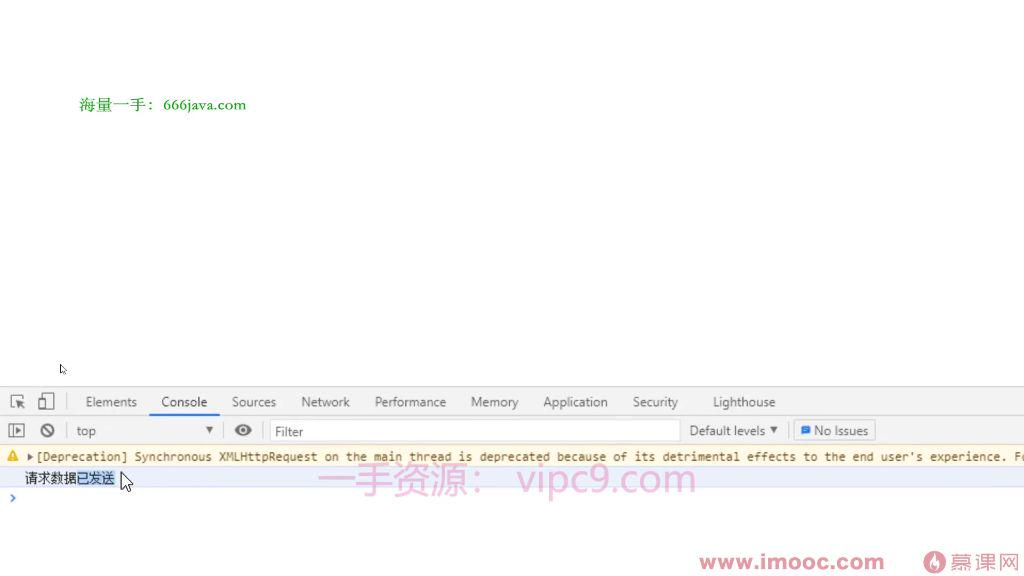 海量一手：666java.com
Elements Console Sources Network Performance Memory Application Security Lighthouse
top Filter Default levels No Issues
[Deprecation] Synchronous XMLHttpRequest on the main thread is deprecated because of its detrimental effects to the end user's experience. Fo
请求数据已发送
一手资源： vipc9.com
www.imooc.com 慕课网